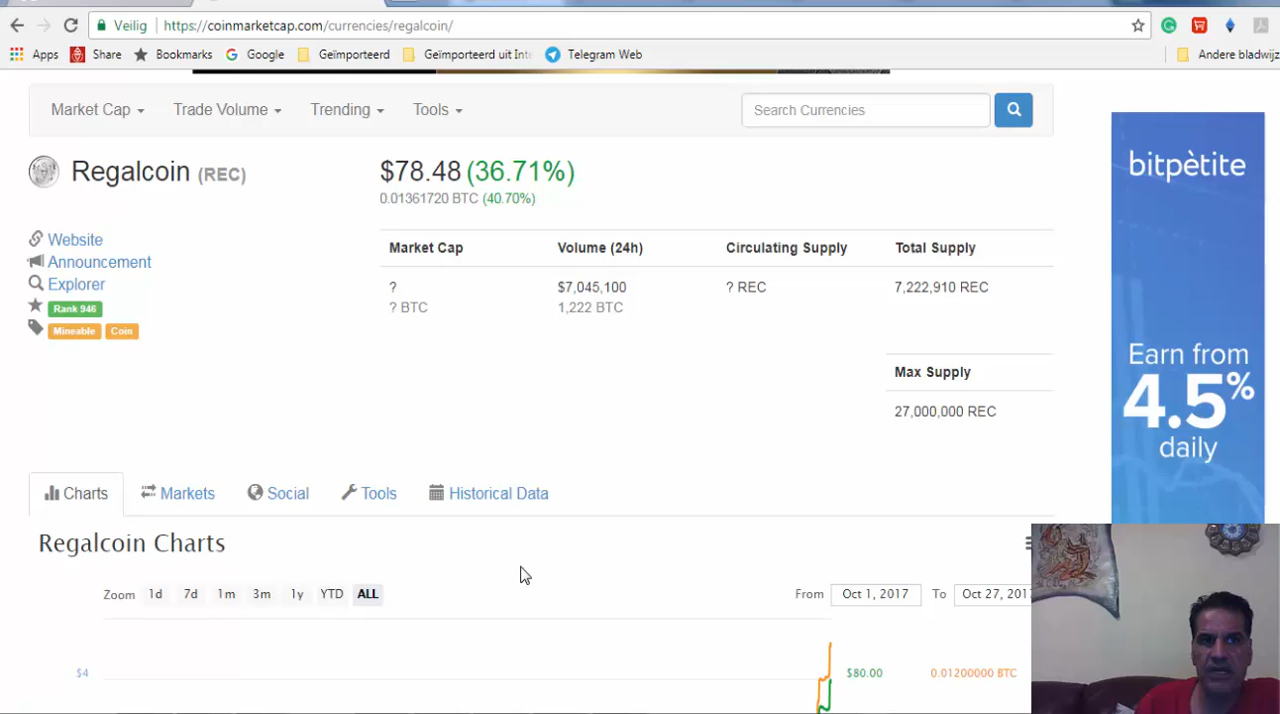 Veilig https://coinmarketcap.com/currencies/regalcoin/
Apps Share Bookmarks Google Geïmporteerd Geïmporteerd uit Telegram Web Andere bladwijz
Market Cap Trade Volume Trending Tools Search Currencies
Regalcoin (REC)
$78.48 (36.71%)
0.01361720 BTC (40.70%)
Website
Announcement
Explorer
Rank 946
Mineable Coin
Market Cap Volume (24h) Circulating Supply Total Supply
? $7,045,100 ? REC 7,222,910 REC
? BTC 1,222 BTC
Max Supply
27,000,000 REC
bitpètite
Earn from
4.5%
daily
Charts Markets Social Tools Historical Data
Regalcoin Charts
Zoom 1d 7d 1m 3m 1y YTD ALL From Oct 1, 2017 To Oct 27, 201
$4 $80.00 0.01200000 BTC